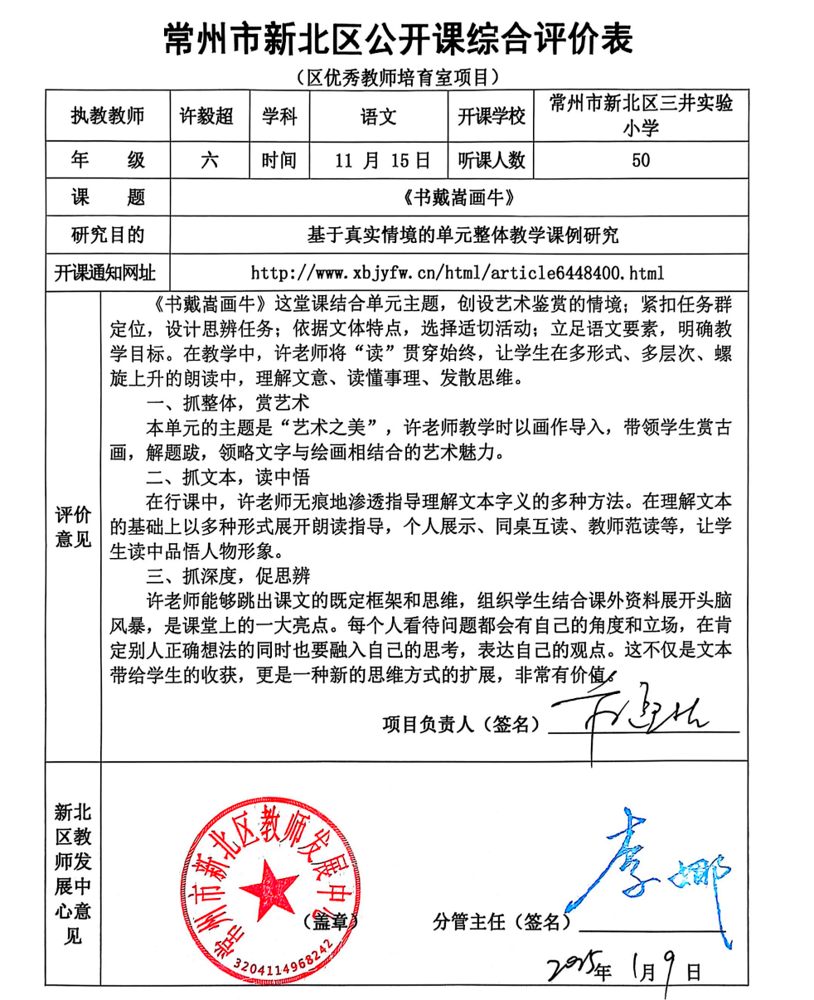 常州市新北区公开课综合评价表
（区优秀教师培育室项目）
执教教师 许毅超 学科 语文 开课学校 常州市新北区三井实验
小学
年 级 六 时间 11 月 15日 听课人数 50
课 题 《书戴嵩画牛》
研究目的 基于真实情境的单元整体教学课例研究
开课通知网址 http://www.xbjyfw.cn/html/article6448400.html
《书戴嵩画牛》这堂课结合单元主题，创设艺术鉴赏的情境；紧扣任务群
定位，设计思辨任务；依据文体特点，选择适切活动；立足语文要素，明确教
学目标。在教学中，许老师将“读”贯穿始终，让学生在多形式、多层次、螺
旋上升的朗读中，理解文意、读懂事理、发散思维。
一、抓整体，赏艺术
本单元的主题是“艺术之美”，许老师教学时以画作导入，带领学生赏古
画，解题跋，领略文字与绘画相结合的艺术魅力。
二、抓文本，读中悟
在行课中，许老师无痕地渗透指导理解文本字义的多种方法。在理解文本
的基础上以多种形式展开朗读指导，个人展示、同桌互读、教师范读等，让学
生读中品悟人物形象。
三、抓深度，促思辨
许老师能够跳出课文的既定框架和思维，组织学生结合课外资料展开头脑
风暴，是课堂上的一大亮点。每个人看待问题都会有自己的角度和立场，在肯
定别人正确想法的同时也要融入自己的思考，表达自己的观点。这不仅是文本
带给学生的收获，更是一种新的思维方式的扩展，非常有价值。
评价
意见
项目负责人（签名）
新北
区教
师发
展中
心意
见
常州市新北区教师发展中心
3204114968242
（盖章）
李娜
分管主任（签名）
2025年 1月 9日